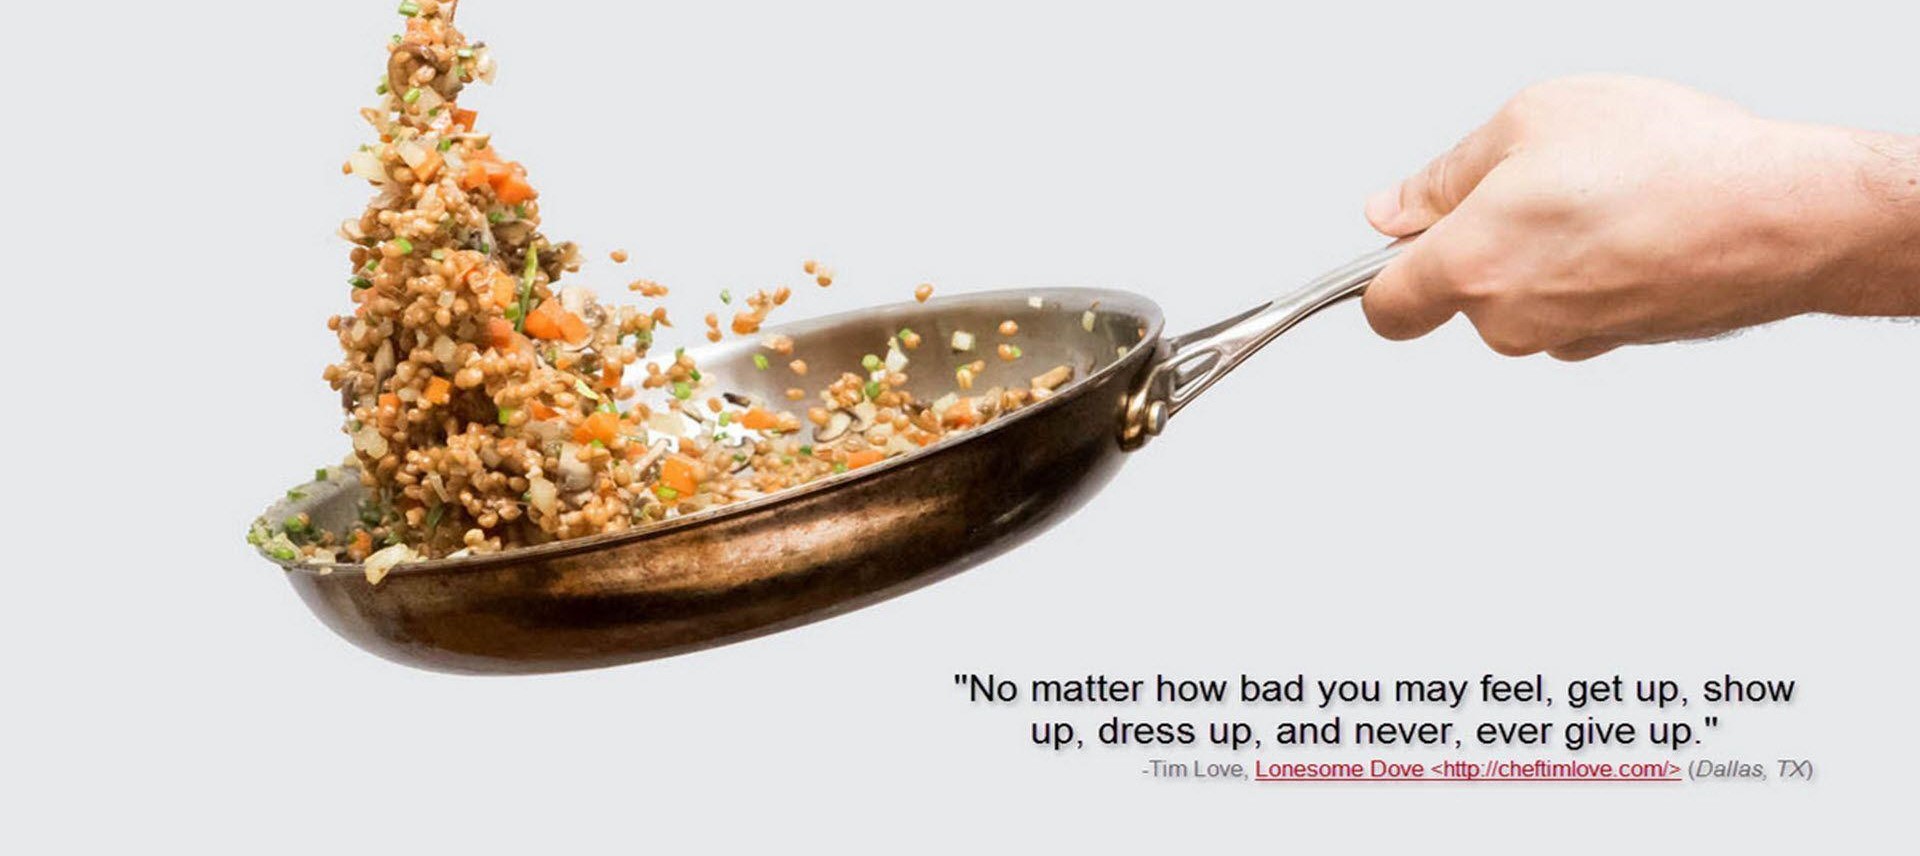 "No matter how bad you may feel, get up, show
up, dress up, and never, ever give up."
-Tim Love, Lonesome Dove <http://cheftimlove.com/> (Dallas, TX)